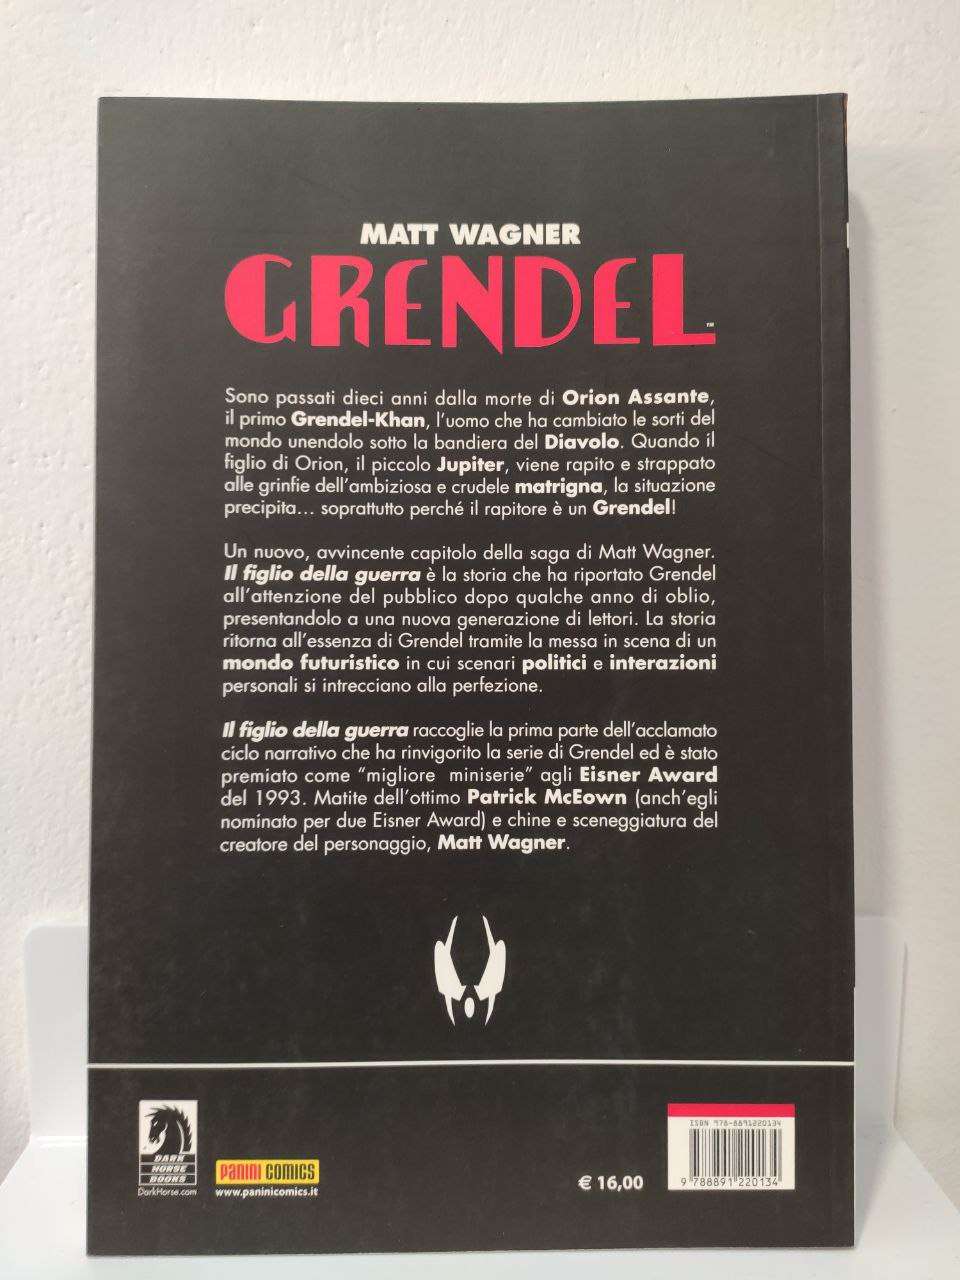 MATT WAGNER
GRENDEL™
Sono passati dieci anni dalla morte di Orion Assante,
il primo Grendel-Khan, l'uomo che ha cambiato le sorti del
mondo unendolo sotto la bandiera del Diavolo. Quando il
figlio di Orion, il piccolo Jupiter, viene rapito e strappato
alle grinfie dell'ambiziosa e crudele matrigna, la situazione
precipita... soprattutto perché il rapitore è un Grendel!
Un nuovo, avvincente capitolo della saga di Matt Wagner.
Il figlio della guerra è la storia che ha riportato Grendel
all'attenzione del pubblico dopo qualche anno di oblio,
presentandolo a una nuova generazione di lettori. La storia
ritorna all'essenza di Grendel tramite la messa in scena di un
mondo futuristico in cui scenari politici e interazioni
personali si intrecciano alla perfezione.
Il figlio della guerra raccoglie la prima parte dell'acclamato
ciclo narrativo che ha rinvigorito la serie di Grendel ed è stato
premiato come "migliore miniserie" agli Eisner Award
del 1993. Matite dell'ottimo Patrick McEown (anch'egli
nominato per due Eisner Award) e chine e sceneggiatura del
creatore del personaggio, Matt Wagner.
DARK
HORSE
BOOKS
DarkHorse.com
PANINI COMICS
www.paninicomics.it
€ 16,00
ISBN 978-8891220134
9 788891 220134